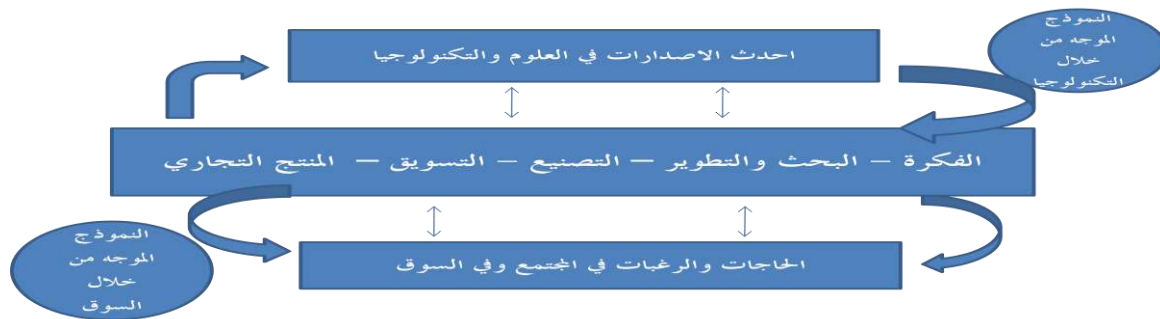 النموذج
الموجه من
خلال
التكنولوجيا
احدث الاصدارات في العلوم والتكنولوجيا
الفكرة – البحث والتطوير – التصنيع – التسويق – المنتج التجاري
النموذج
الموجه من
خلال
السوق
الحاجات والرغبات في المجتمع وفي السوق